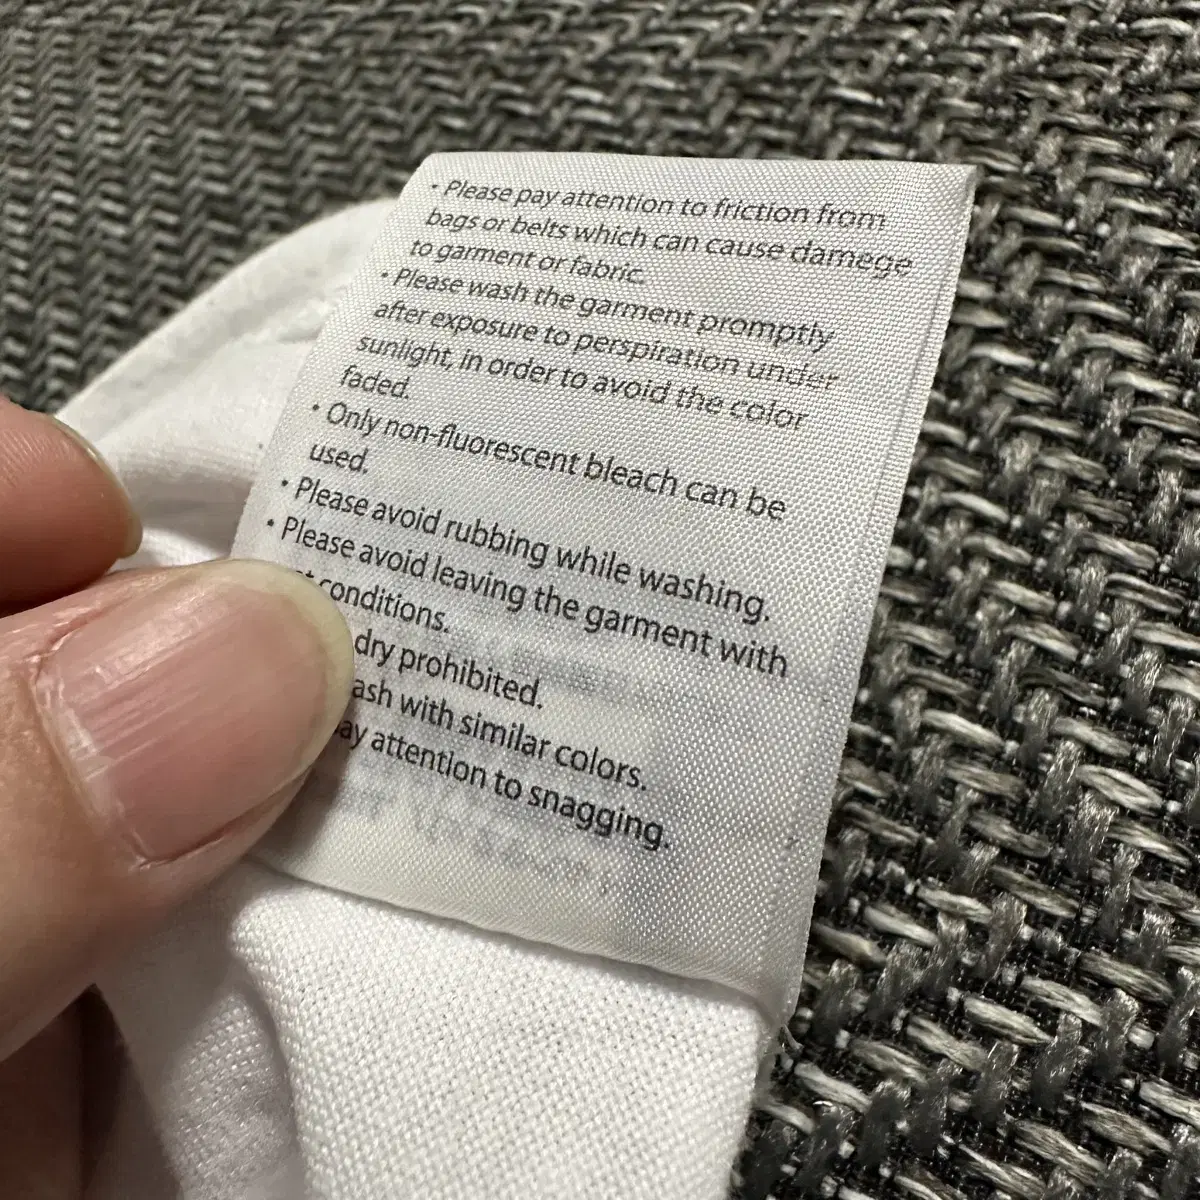 · Please pay attention to friction from
bags or belts which can cause damege
to garment or fabric.
· Please wash the garment promptly
after exposure to perspiration under
sunlight, in order to avoid the color
faded.
· Only non-fluorescent bleach can be
used.
· Please avoid rubbing while washing.
· Please avoid leaving the garment with
conditions.
dry prohibited.
with similar colors.
attention to snagging.